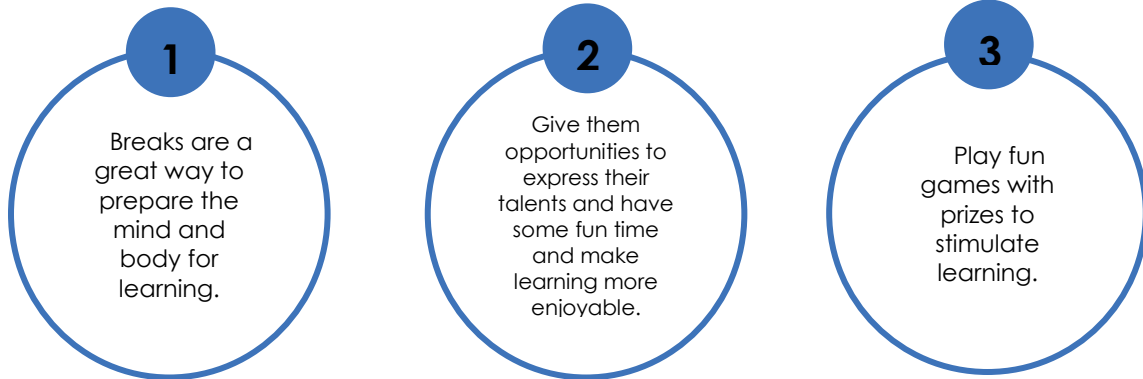 1
Breaks are a
great way to
prepare the
mind and
body for
learning.
2
Give them
opportunities to
express their
talents and have
some fun time
and make
learning more
enjoyable.
3
Play fun
games with
prizes to
stimulate
learning.